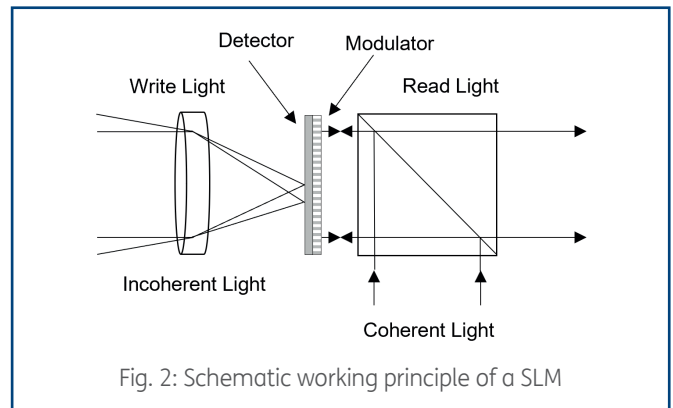 Detector
Modulator
Write Light
Read Light
Incoherent Light
Coherent Light
Fig. 2: Schematic working principle of a SLM